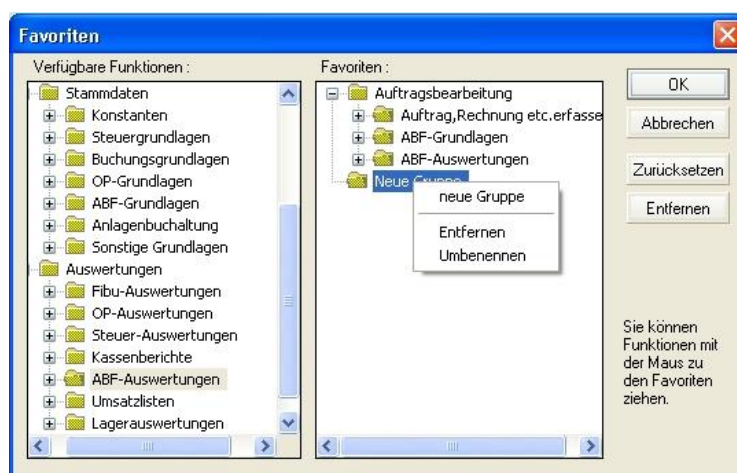 Favoriten
Verfügbare Funktionen :
Stammdaten
Konstanten
Steuergrundlagen
Buchungsgrundlagen
OP-Grundlagen
ABF-Grundlagen
Anlagenbuchaltung
Sonstige Grundlagen
Auswertungen
Fibu-Auswertungen
OP-Auswertungen
Steuer-Auswertungen
Kassenberichte
ABF-Auswertungen
Umsatzlisten
Lagerauswertungen
Favoriten :
Auftragsbearbeitung
Auftrag,Rechnung etc.erfasse
ABF-Grundlagen
ABF-Auswertungen
Neue Gruppe
neue Gruppe
Entfernen
Umbenennen
OK
Abbrechen
Zurücksetzen
Entfernen
Sie können
Funktionen mit
der Maus zu
den Favoriten
ziehen.